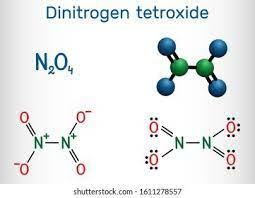 Dinitrogen tetroxide
N₂O₄
O O⁻
N⁺ N⁺
⁻O O
O O
N N
O O
shutterstock.com · 1611278557